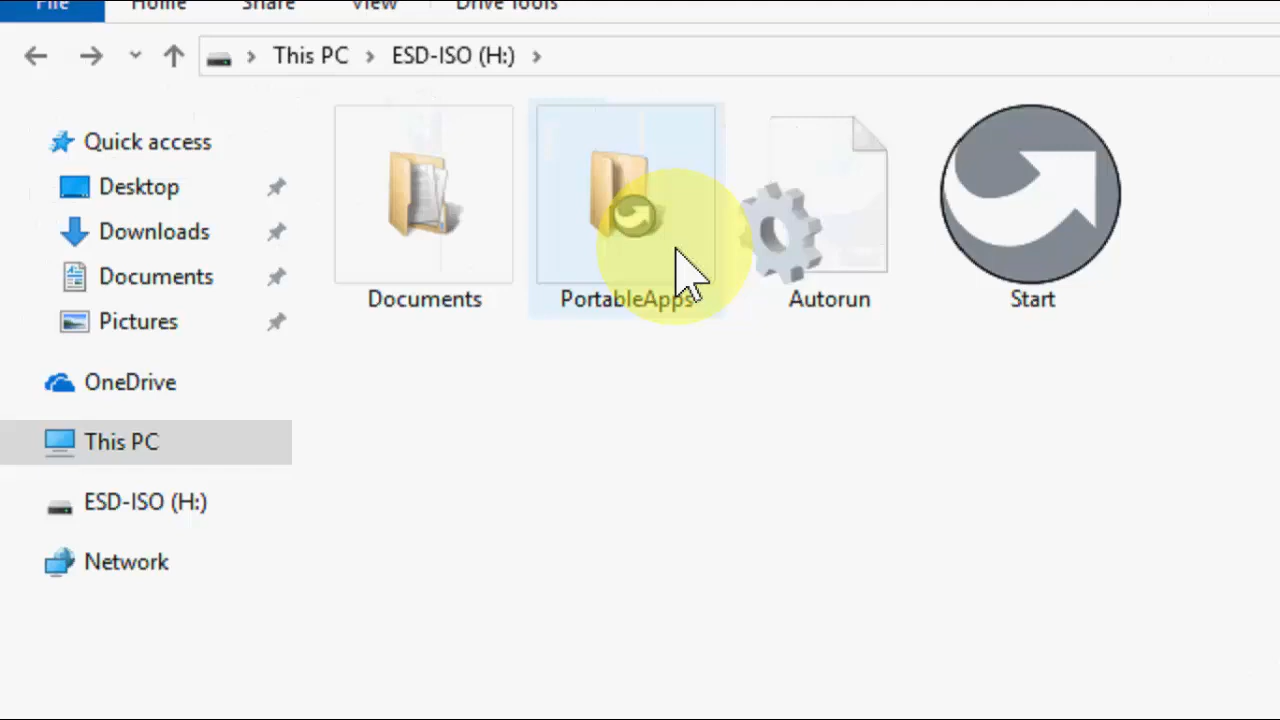 File Home Share View Drive Tools
This PC ESD-ISO (H:)
Quick access
Desktop
Downloads
Documents
Pictures
OneDrive
This PC
ESD-ISO (H:)
Network
Documents PortableApps Autorun Start